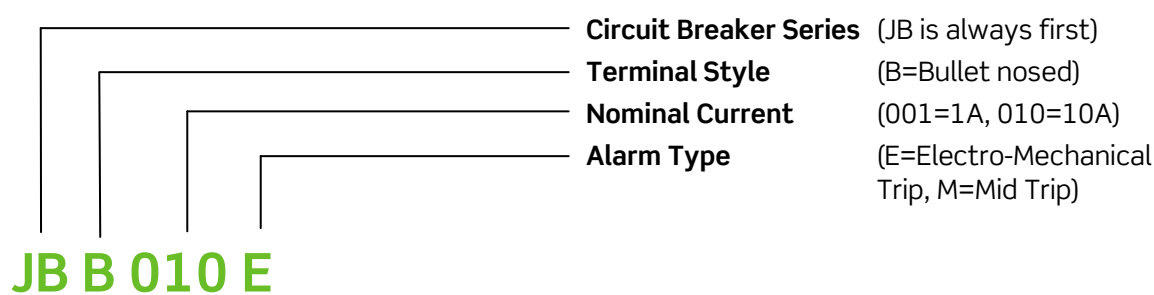 Circuit Breaker Series (JB is always first)
Terminal Style (B=Bullet nosed)
Nominal Current (001=1A, 010=10A)
Alarm Type (E=Electro-Mechanical
Trip, M=Mid Trip)
JB B 010 E